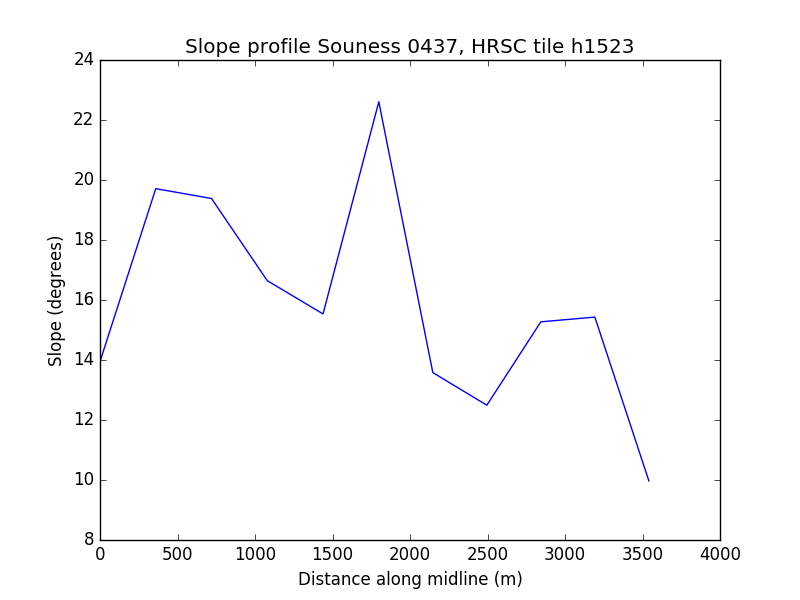 Slope profile Souness 0437, HRSC tile h1523
24
22
20
18
16
14
12
10
8
Slope (degrees)
0 500 1000 1500 2000 2500 3000 3500 4000
Distance along midline (m)